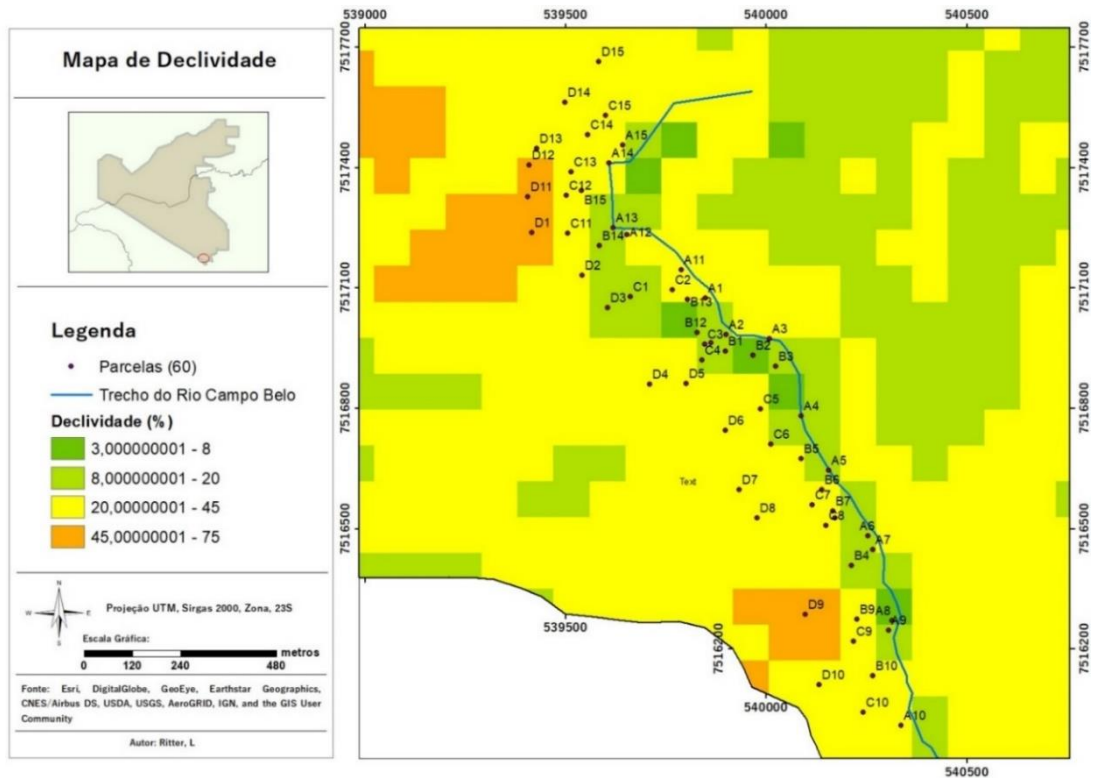 Mapa de Declividade
Legenda
Parcelas (60)
Trecho do Rio Campo Belo
Declividade (%)
3,000000001 - 8
8,000000001 - 20
20,00000001 - 45
45,00000001 - 75
N
W E
S
Projeção UTM, Sirgas 2000, Zona, 23S
Escala Gráfica:
metros
0 120 240 480
Fonte: Esri, DigitalGlobe, GeoEye, Earthstar Geographics,
CNES/Airbus DS, USDA, USGS, AeroGRID, IGN, and the GIS User
Community
Autor: Ritter, L
539000 539500 540000 540500
7517700 7517700
D15
D14
C15
C14 A15
D13
D12 A14
7517400 7517400
C13
D11 C12
B15
D1 C11 A13
B14 A12
D2 A11
7517100 7517100
C2
D3 C1 A1
B13
B12 A2 A3
C3 B1
C4 B2 B3
D4 D5
7516800 7516800
C5 A4
D6 C6
B5 A5
Text
D7 B6
C7 B7
D8 C8
7516500 7516500
A6
A7
B4
D9 B9 A8
A9
539500
C9
7516200 7516200
B10
D10
540000
C10 A10
540500